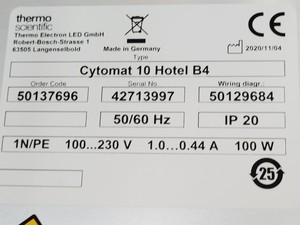 thermo
scientific
Thermo Electron LED GmbH
Robert-Bosch-Strasse 1
63505 Langenselbold
Made in Germany
2020/11/04
Type
Cytomat 10 Hotel B4
Order Code
Serial No.
Wiring diagr.:
50137696
42713997
50129684
50/60 Hz
IP 20
1N/PE 100...230 V 1.0...0.44 A 100 W
25